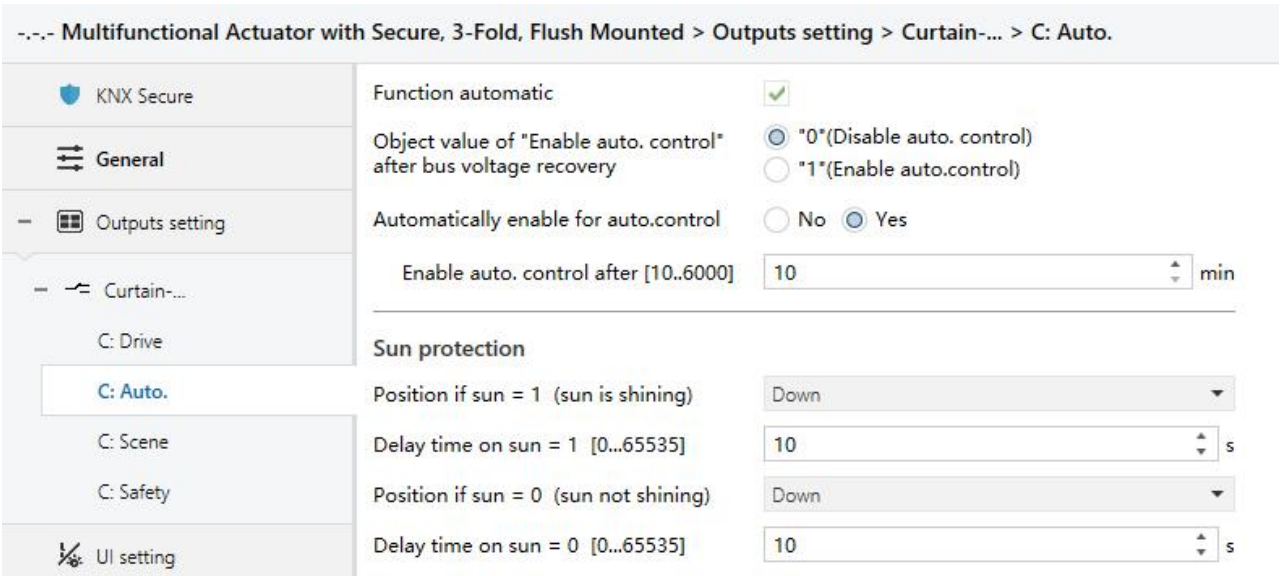 -.-.- Multifunctional Actuator with Secure, 3-Fold, Flush Mounted > Outputs setting > Curtain-... > C: Auto.
KNX Secure
General
Outputs setting
Curtain-...
C: Drive
C: Auto.
C: Scene
C: Safety
UI setting
Function automatic
Object value of "Enable auto. control"
after bus voltage recovery
"0"(Disable auto. control)
"1"(Enable auto.control)
Automatically enable for auto.control No Yes
Enable auto. control after [10..6000] 10 min
Sun protection
Position if sun = 1 (sun is shining) Down
Delay time on sun = 1 [0...65535] 10 s
Position if sun = 0 (sun not shining) Down
Delay time on sun = 0 [0...65535] 10 s